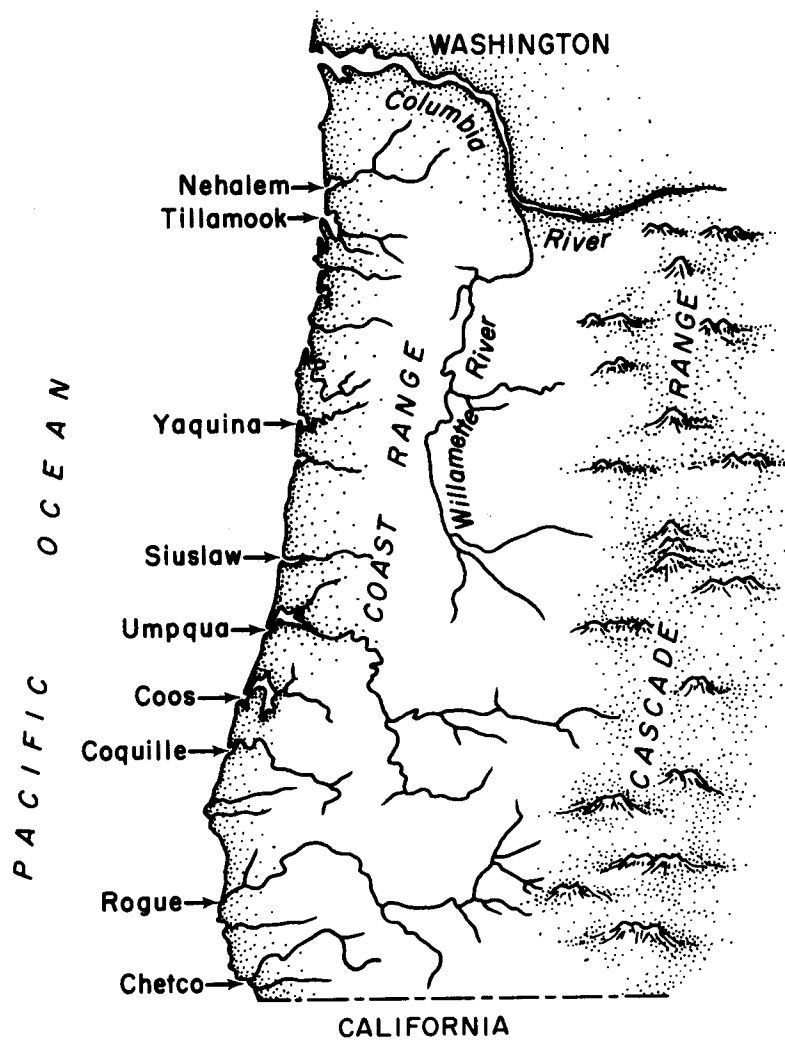 WASHINGTON
Columbia
River
Nehalem
Tillamook
RANGE
River
COAST RANGE
PACIFIC OCEAN
Yaquina
Willamette
Siuslaw
Umpqua
CASCADE
Coos
Coquille
Rogue
Chetco
CALIFORNIA